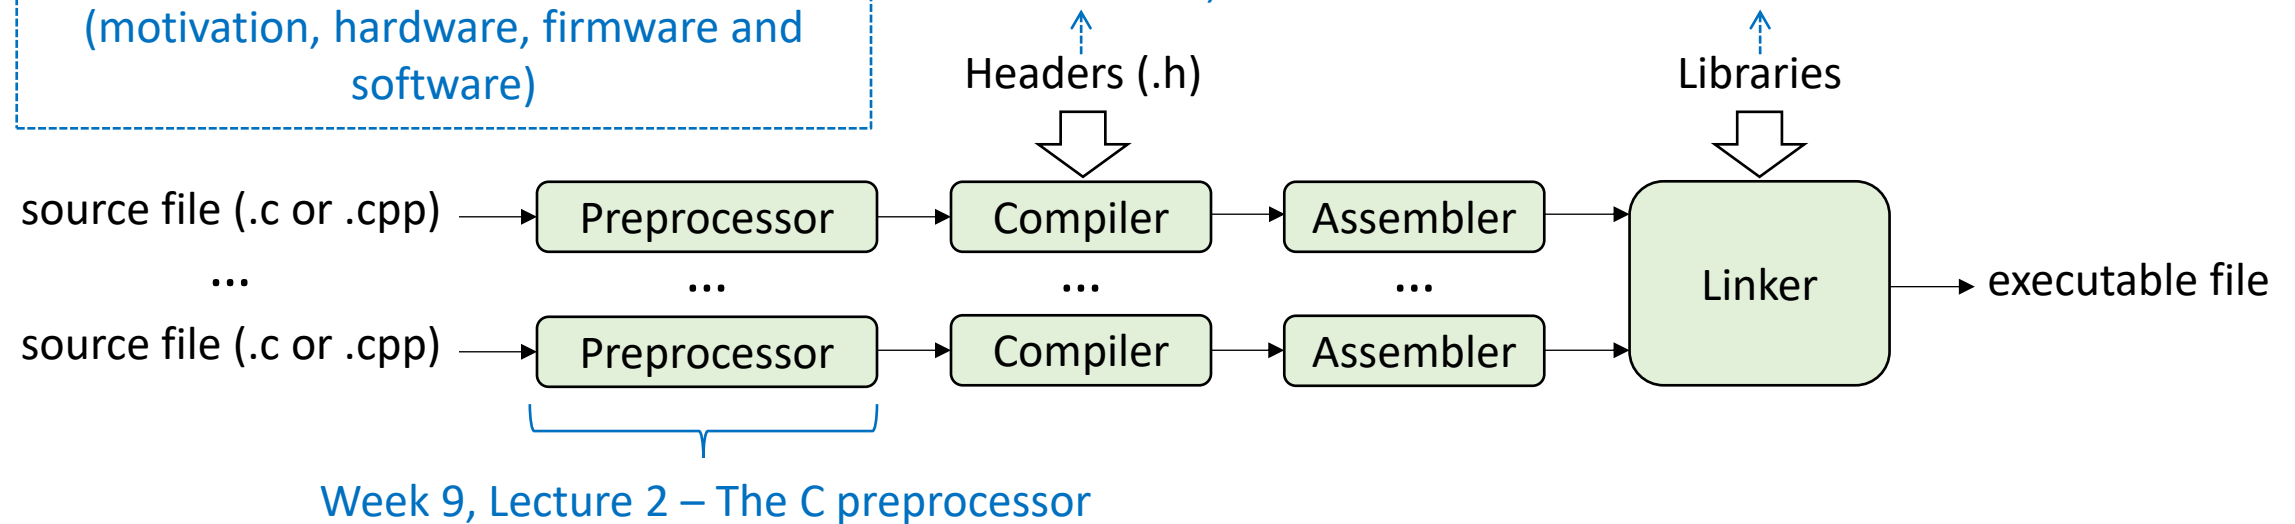 (motivation, hardware, firmware and
software)
Headers (.h)
Libraries
source file (.c or .cpp)
Preprocessor
Compiler
Assembler
...
...
...
...
Linker
executable file
source file (.c or .cpp)
Preprocessor
Compiler
Assembler
Week 9, Lecture 2 – The C preprocessor